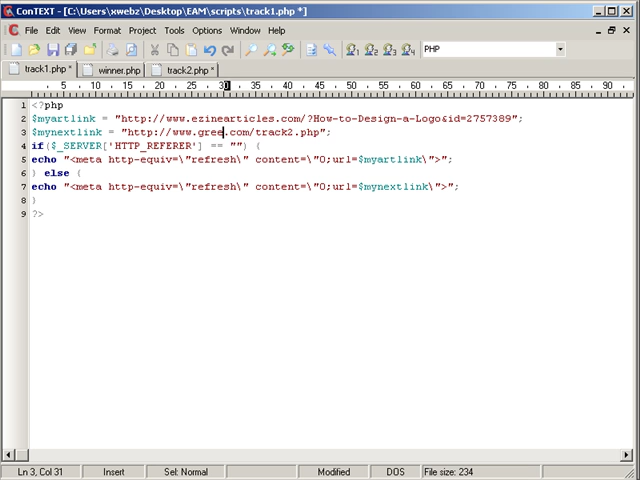 ConTEXT - [C:\Users\xwebz\Desktop\EAM\scripts\track1.php *]
File Edit View Format Project Tools Options Window Help
1 2 3 4 PHP
track1.php * winner.php track2.php *
5 10 15 20 25 30 35 40 45 50 55 60 65 70 75 80 85 90
1 <?php
2 $myartlink = "http://www.ezinearticles.com/?How-to-Design-a-Logo&id=2757389";
3 $mynextlink = "http://www.gree.com/track2.php";
4 if($_SERVER['HTTP_REFERER'] == "") {
5 echo "<meta http-equiv=\"refresh\" content=\"0;url=$myartlink\">";
6 } else {
7 echo "<meta http-equiv=\"refresh\" content=\"0;url=$mynextlink\">";
8 }
9 ?>
Ln 3, Col 31 Insert Sel: Normal Modified DOS File size: 234